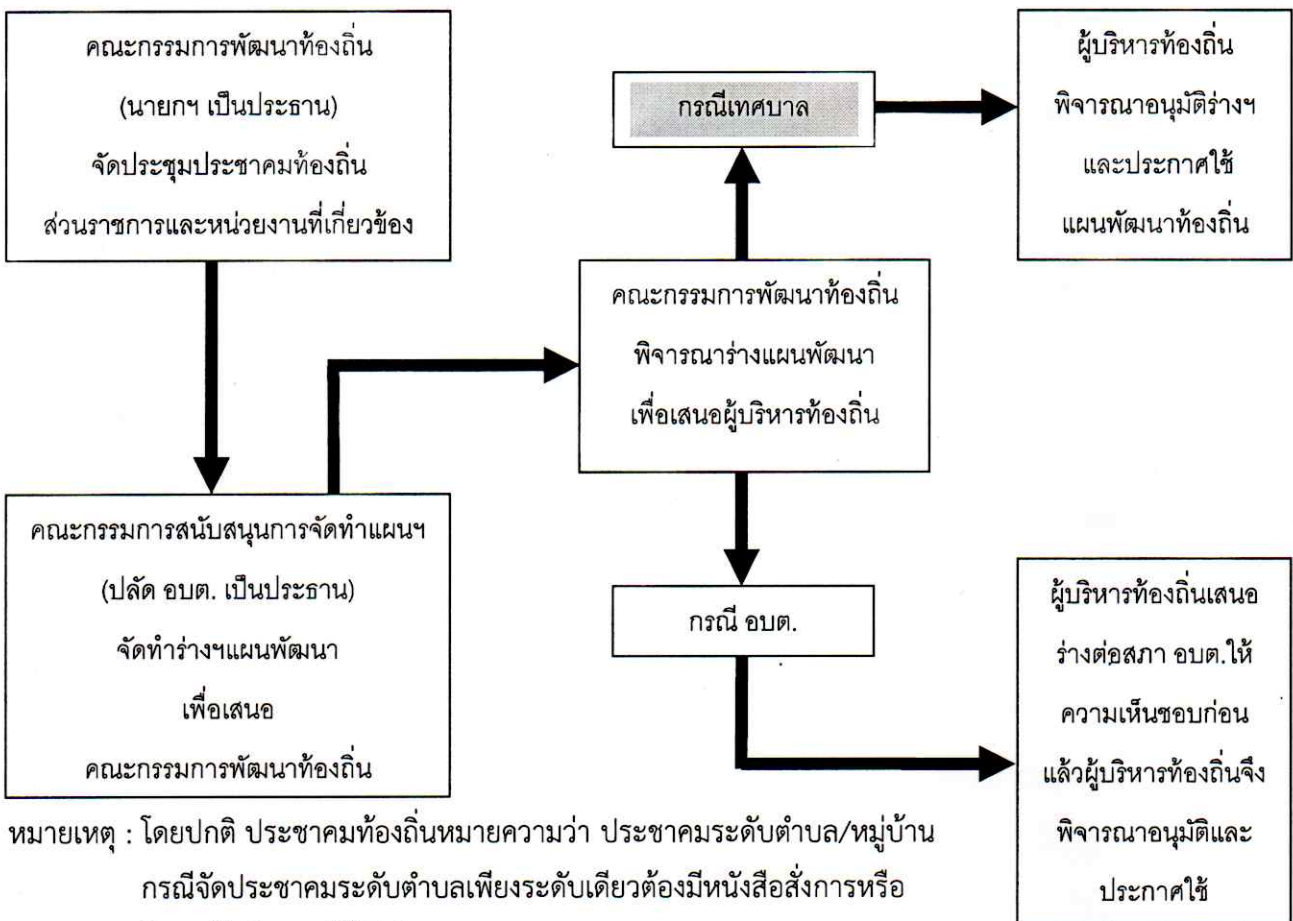 คณะกรรมการพัฒนาท้องถิ่น
(นายกฯ เป็นประธาน)
จัดประชุมประชาคมท้องถิ่น
ส่วนราชการและหน่วยงานที่เกี่ยวข้อง
คณะกรรมการสนับสนุนการจัดทำแผนฯ
(ปลัด อบต. เป็นประธาน)
จัดทำร่างฯแผนพัฒนา
เพื่อเสนอ
คณะกรรมการพัฒนาท้องถิ่น
คณะกรรมการพัฒนาท้องถิ่น
พิจารณาร่างแผนพัฒนา
เพื่อเสนอผู้บริหารท้องถิ่น
กรณีเทศบาล
ผู้บริหารท้องถิ่น
พิจารณาอนุมัติร่างฯ
และประกาศใช้
แผนพัฒนาท้องถิ่น
กรณี อบต.
ผู้บริหารท้องถิ่นเสนอ
ร่างต่อสภา อบต.ให้
ความเห็นชอบก่อน
แล้วผู้บริหารท้องถิ่นจึง
พิจารณาอนุมัติและ
ประกาศใช้
หมายเหตุ : โดยปกติ ประชาคมท้องถิ่นหมายความว่า ประชาคมระดับตำบล/หมู่บ้าน
กรณีจัดประชาคมระดับตำบลเพียงระดับเดียวต้องมีหนังสือสั่งการหรือ